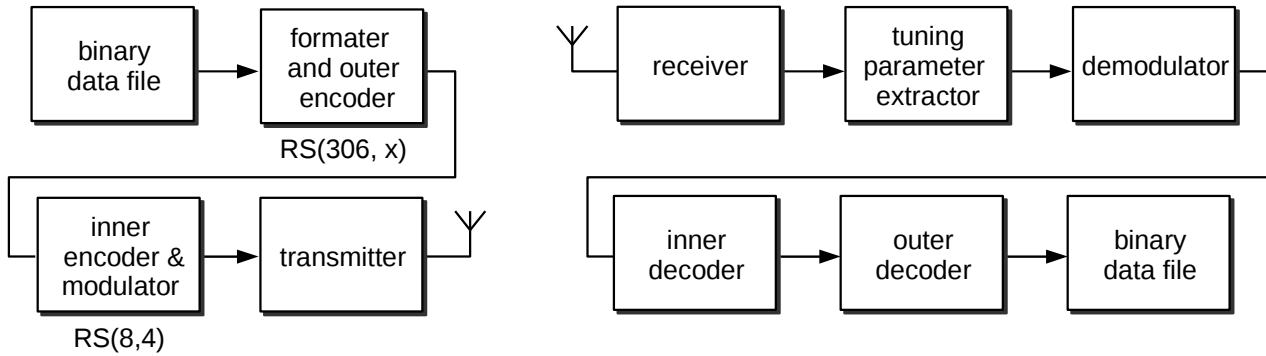 binary
data file
formater
and outer
encoder
RS(306, x)
inner
encoder &
modulator
RS(8,4)
transmitter
receiver
tuning
parameter
extractor
demodulator
inner
decoder
outer
decoder
binary
data file